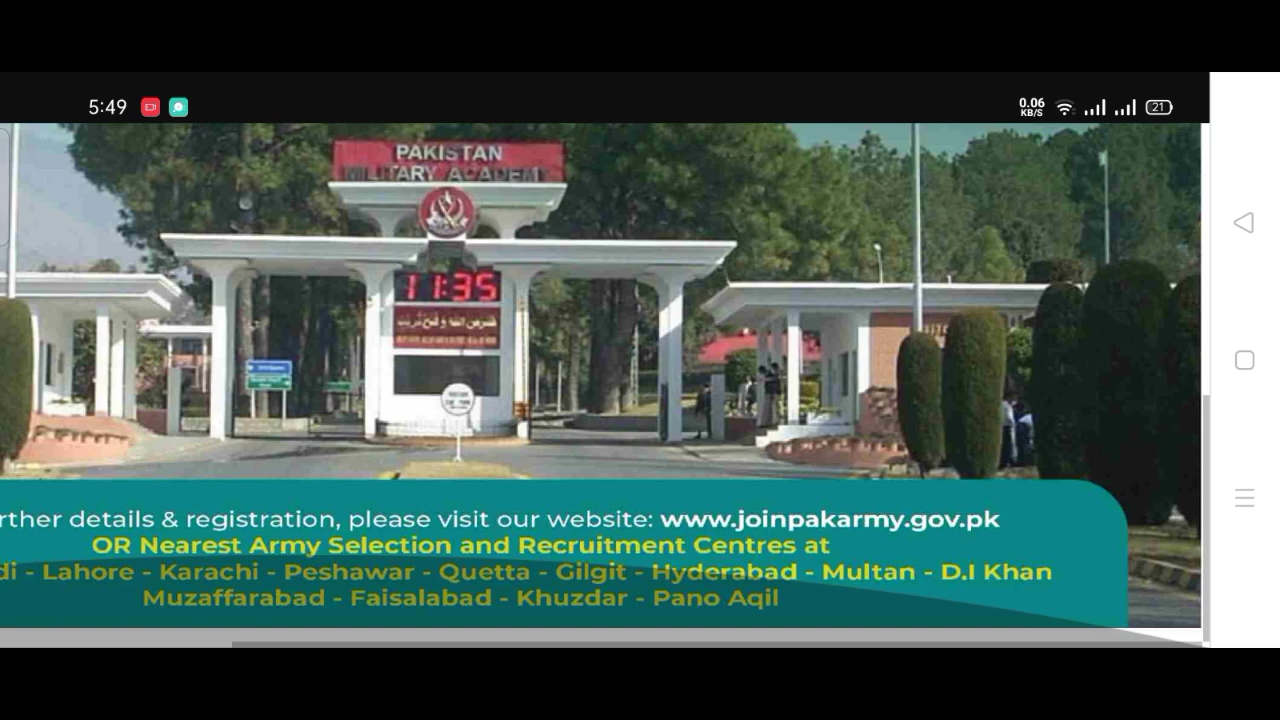 5:49
0.06
KB/S
21
PAKISTAN
MILITARY ACADEM
11:35
rther details & registration, please visit our website: www.joinpakarmy.gov.pk
OR Nearest Army Selection and Recruitment Centres at
di - Lahore - Karachi - Peshawar - Quetta - Gilgit - Hyderabad - Multan - D.I Khan
Muzaffarabad - Faisalabad - Khuzdar - Pano Aqil